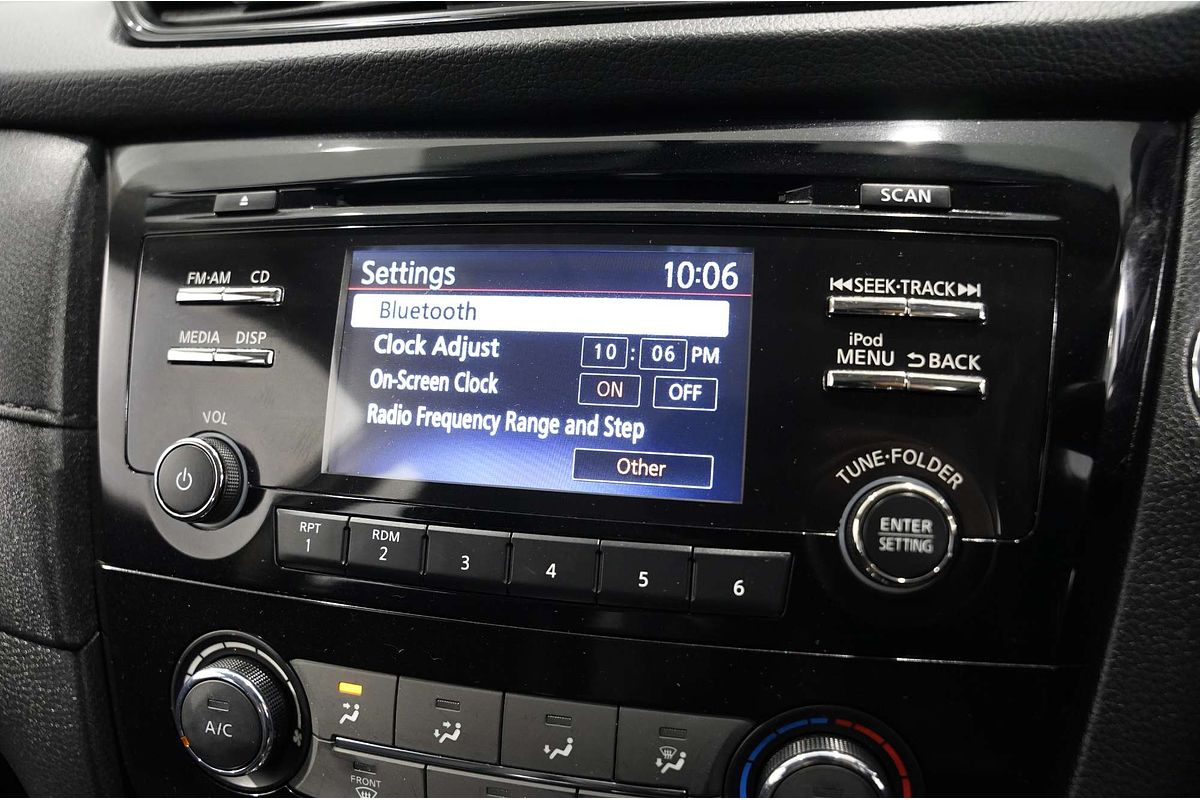 SCAN
FM·AM CD
MEDIA DISP
VOL
Settings 10:06
Bluetooth
Clock Adjust 10 : 06 PM
On-Screen Clock ON OFF
Radio Frequency Range and Step
Other
SEEK·TRACK
iPod
MENU BACK
TUNE·FOLDER
ENTER
SETTING
RPT
1
RDM
2
3
4
5
6
A/C
FRONT